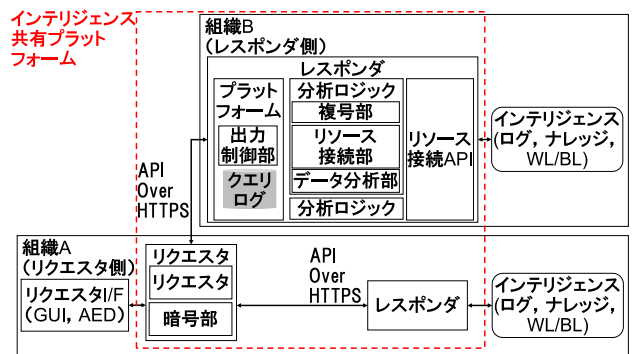 インテリジェンス
共有プラット
フォーム
組織B
(レスポンダ側)
レスポンダ
プラット
フォーム
出力
制御部
クエリ
ログ
分析ロジック
複号部
リソース
接続部
データ分析部
分析ロジック
リソース
接続API
インテリジェンス
(ログ, ナレッジ,
WL/BL)
API
Over
HTTPS
組織A
(リクエスタ側)
リクエスタI/F
(GUI, AED)
リクエスタ
リクエスタ
暗号部
API
Over
HTTPS
レスポンダ
インテリジェンス
(ログ, ナレッジ,
WL/BL)